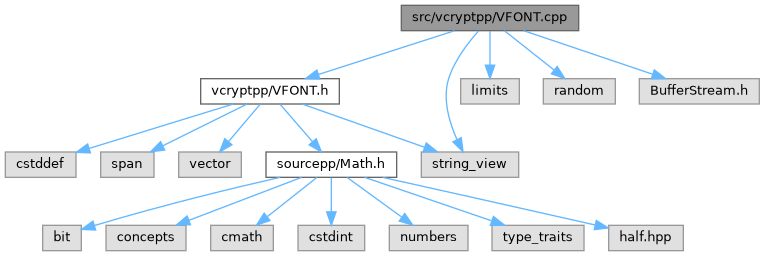 src/vcryptpp/VFONT.cpp
vcryptpp/VFONT.h
limits
random
BufferStream.h
cstddef
span
vector
sourcepp/Math.h
string_view
bit
concepts
cmath
cstdint
numbers
type_traits
half.hpp